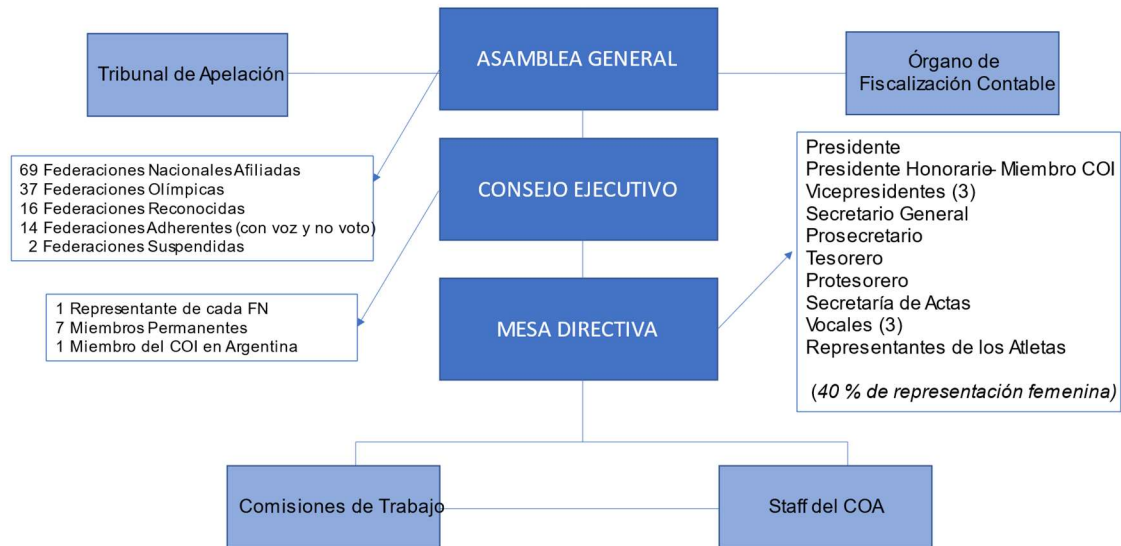 ASAMBLEA GENERAL
Tribunal de Apelación
Órgano de
Fiscalización Contable
69 Federaciones Nacionales Afiliadas
37 Federaciones Olímpicas
16 Federaciones Reconocidas
14 Federaciones Adherentes (con voz y no voto)
2 Federaciones Suspendidas
CONSEJO EJECUTIVO
Presidente
Presidente Honorario- Miembro COI
Vicepresidentes (3)
Secretario General
Prosecretario
Tesorero
Protesorero
Secretaría de Actas
Vocales (3)
Representantes de los Atletas
(40 % de representación femenina)
1 Representante de cada FN
7 Miembros Permanentes
1 Miembro del COI en Argentina
MESA DIRECTIVA
Comisiones de Trabajo
Staff del COA